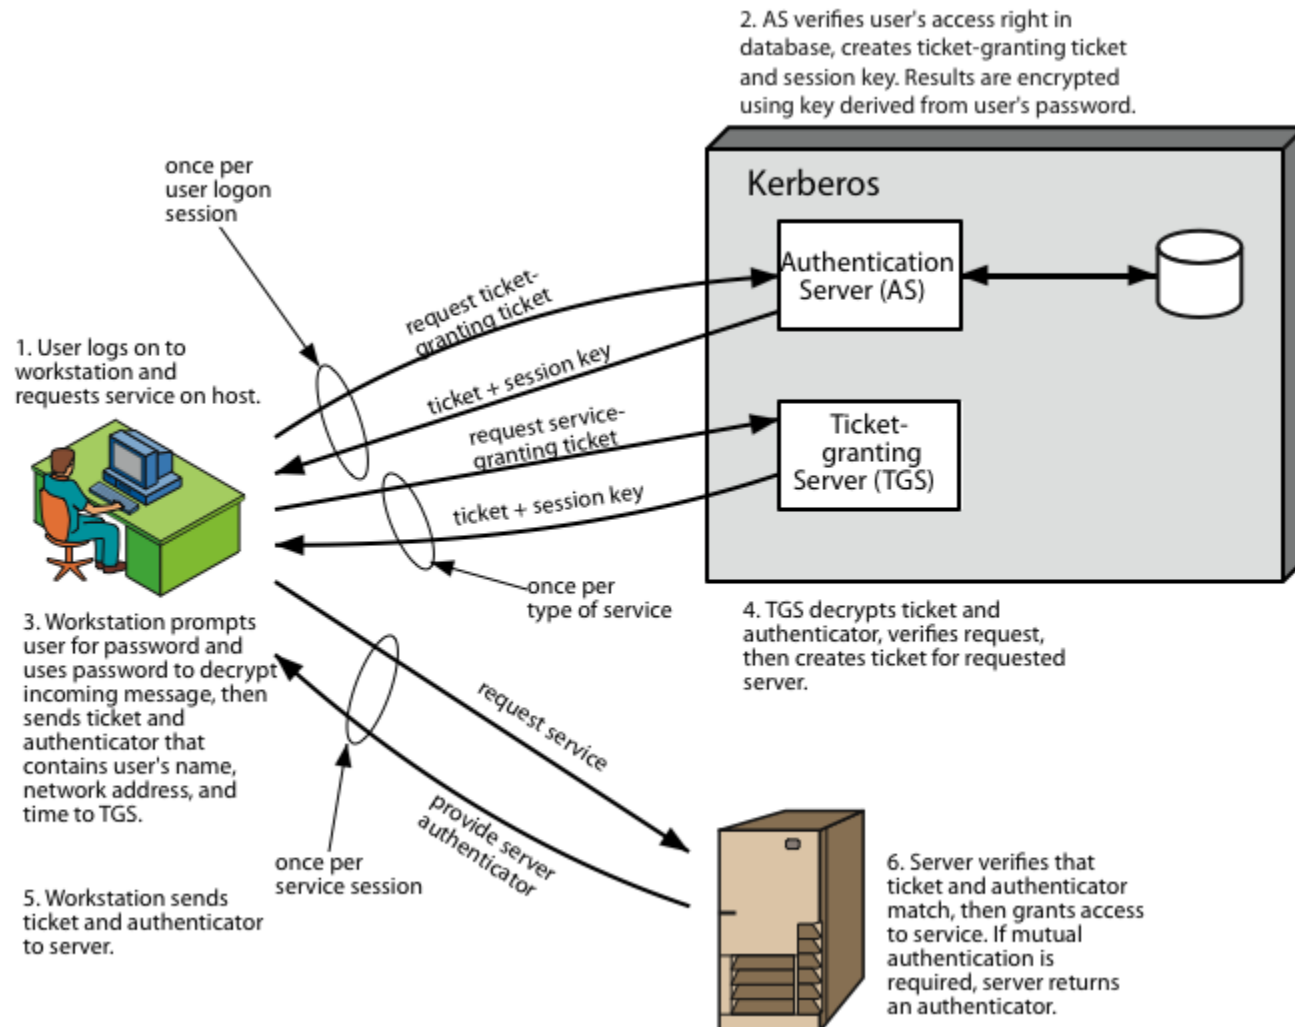 2. AS verifies user's access right in
database, creates ticket-granting ticket
and session key. Results are encrypted
using key derived from user's password.
once per
user logon
session
Kerberos
Authentication
Server (AS)
request ticket-
granting ticket
1. User logs on to
workstation and
requests service on host.
ticket + session key
request service-
granting ticket
Ticket-
granting
Server (TGS)
ticket + session key
once per
type of service
3. Workstation prompts
user for password and
uses password to decrypt
incoming message, then
sends ticket and
authenticator that
contains user's name,
network address, and
time to TGS.
4. TGS decrypts ticket and
authenticator, verifies request,
then creates ticket for requested
server.
request service
provide server
authenticator
once per
service session
5. Workstation sends
ticket and authenticator
to server.
6. Server verifies that
ticket and authenticator
match, then grants access
to service. If mutual
authentication is
required, server returns
an authenticator.